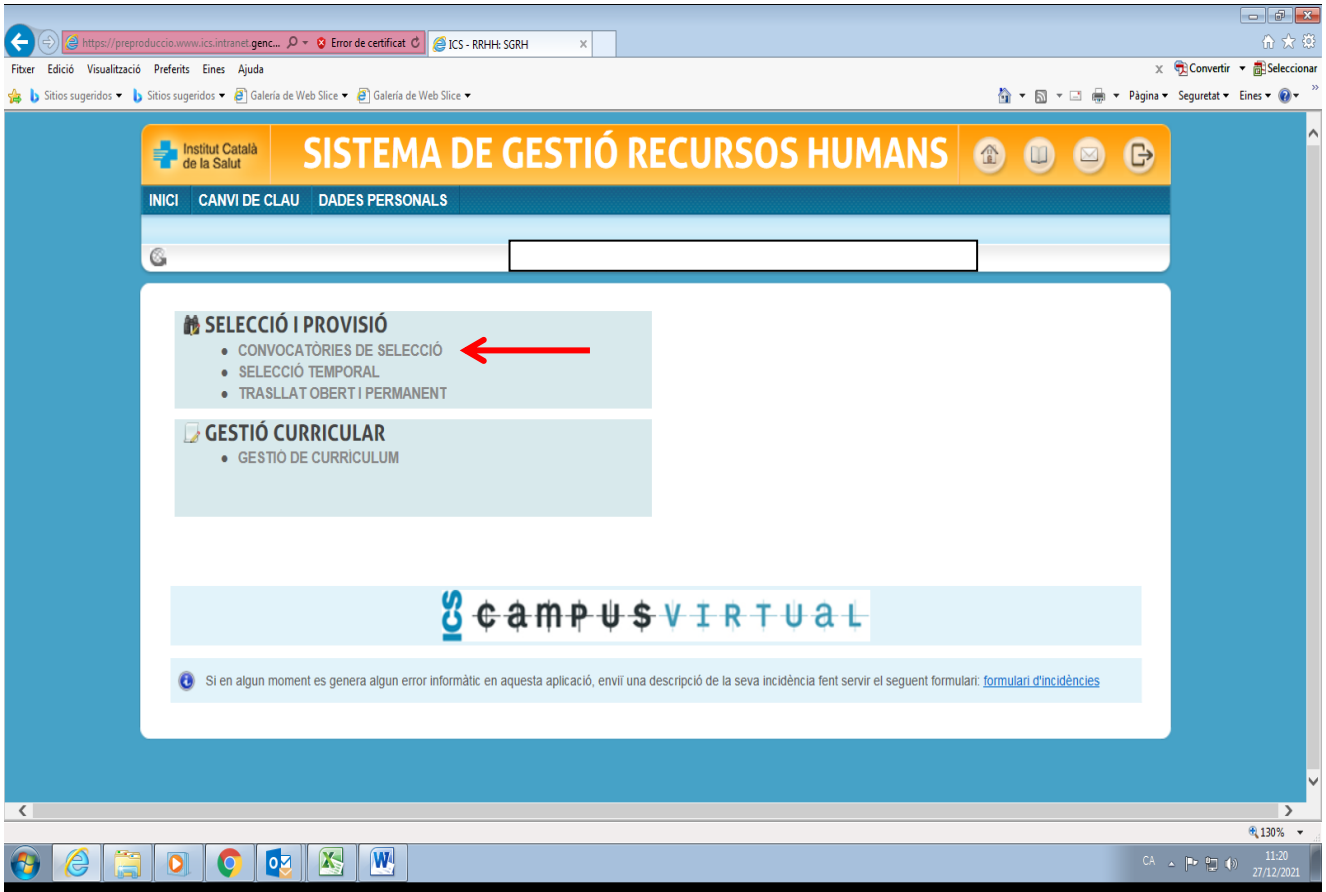 https://preproduccio.www.ics.intranet.genc... Error de certificat ICS - RRHH: SGRH
Fitxer Edició Visualització Preferits Eines Ajuda
x Convertir Seleccionar
Sitios sugeridos Sitios sugeridos Galería de Web Slice Galería de Web Slice
Pàgina Seguretat Eines
Institut Català
de la Salut
SISTEMA DE GESTIÓ RECURSOS HUMANS
INICI CANVI DE CLAU DADES PERSONALS
SELECCIÓ I PROVISIÓ
• CONVOCATÒRIES DE SELECCIÓ
• SELECCIÓ TEMPORAL
• TRASLLAT OBERT I PERMANENT
GESTIÓ CURRICULAR
• GESTIÓ DE CURRÍCULUM
ICS campus VIRTUAL
Si en algun moment es genera algun error informàtic en aquesta aplicació, enviï una descripció de la seva incidència fent servir el seguent formulari: formulari d'incidències
130%
CA 11:20
27/12/2021